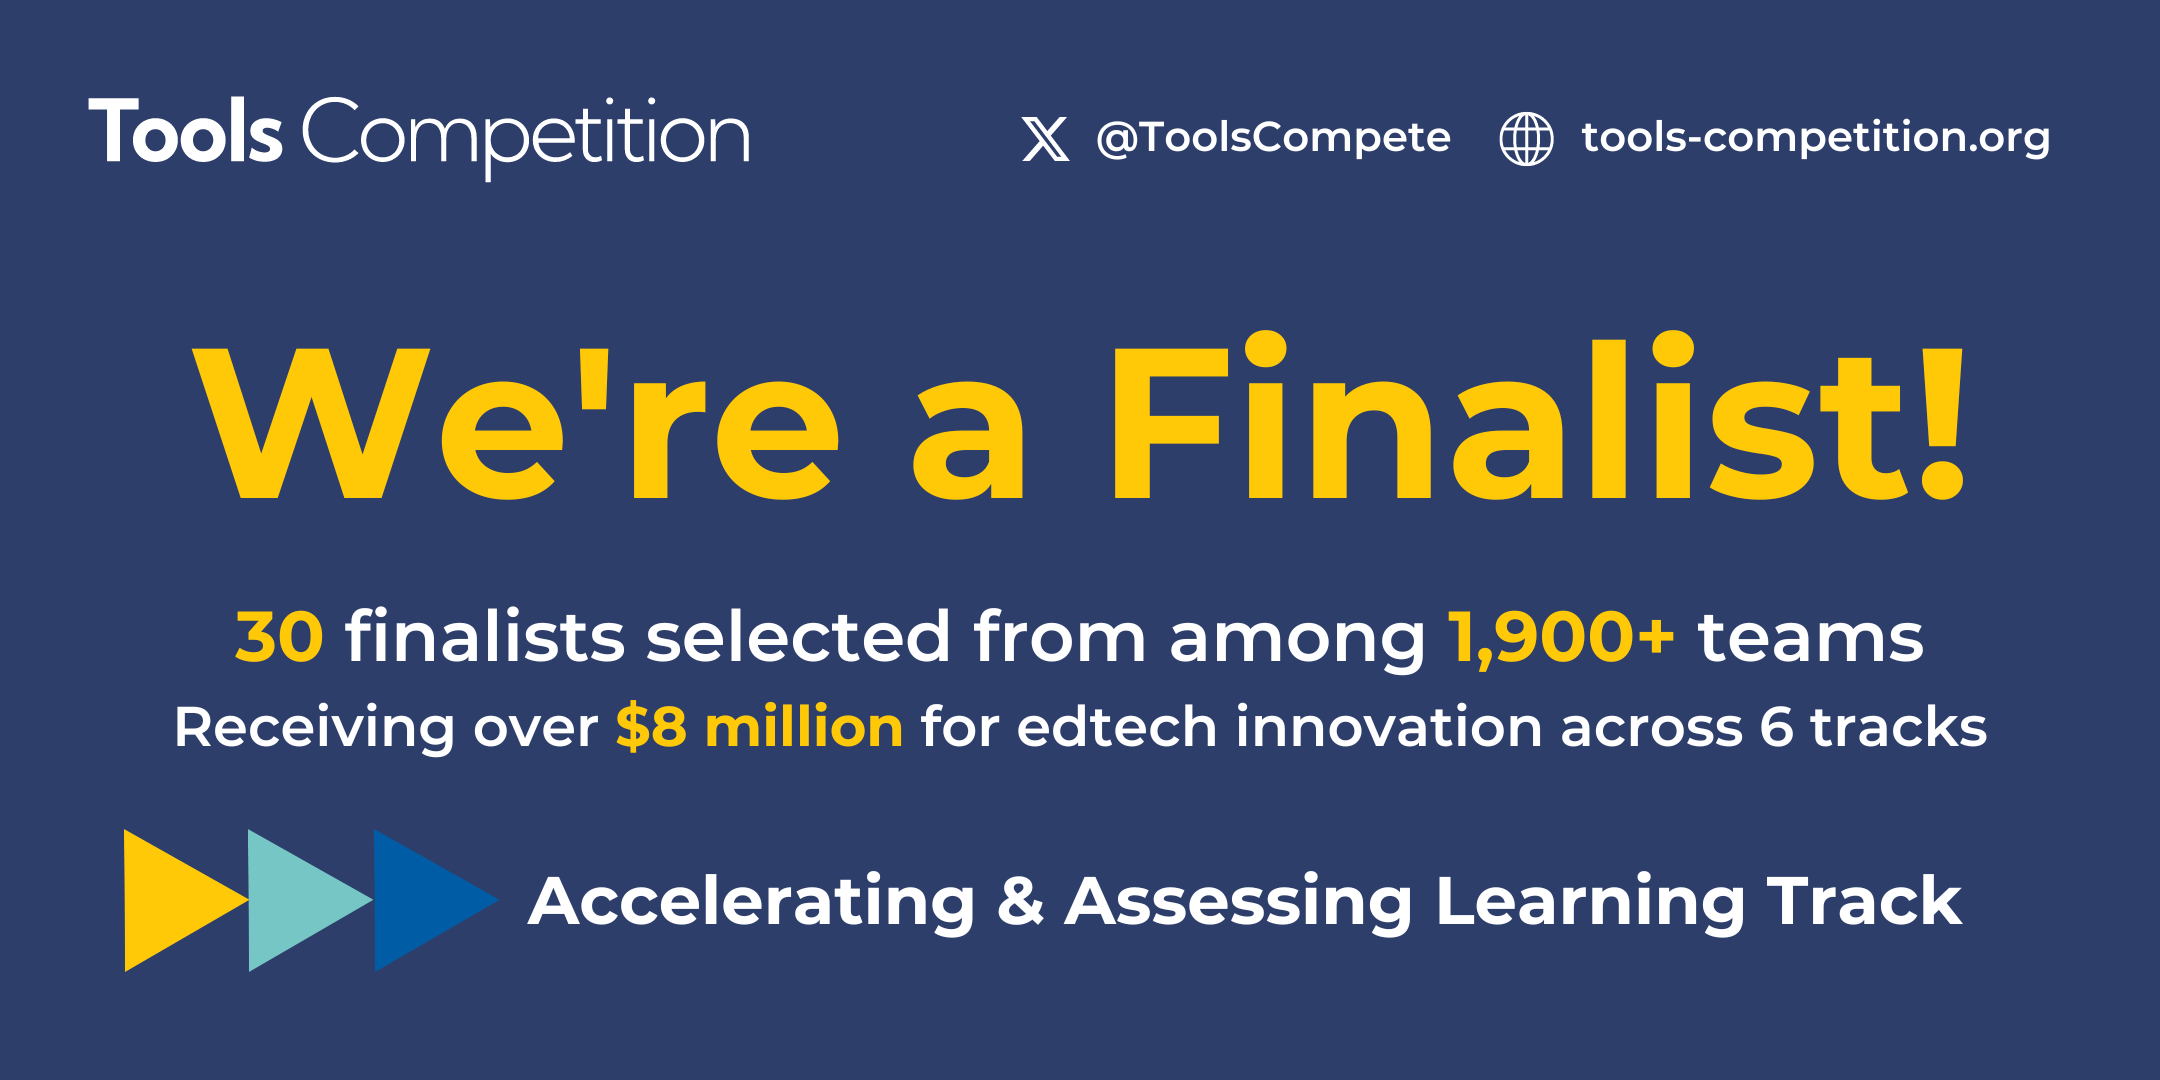 Tools Competition
@ToolsCompete
tools-competition.org
We're a Finalist!
30 finalists selected from among 1,900+ teams
Receiving over $8 million for edtech innovation across 6 tracks
Accelerating & Assessing Learning Track